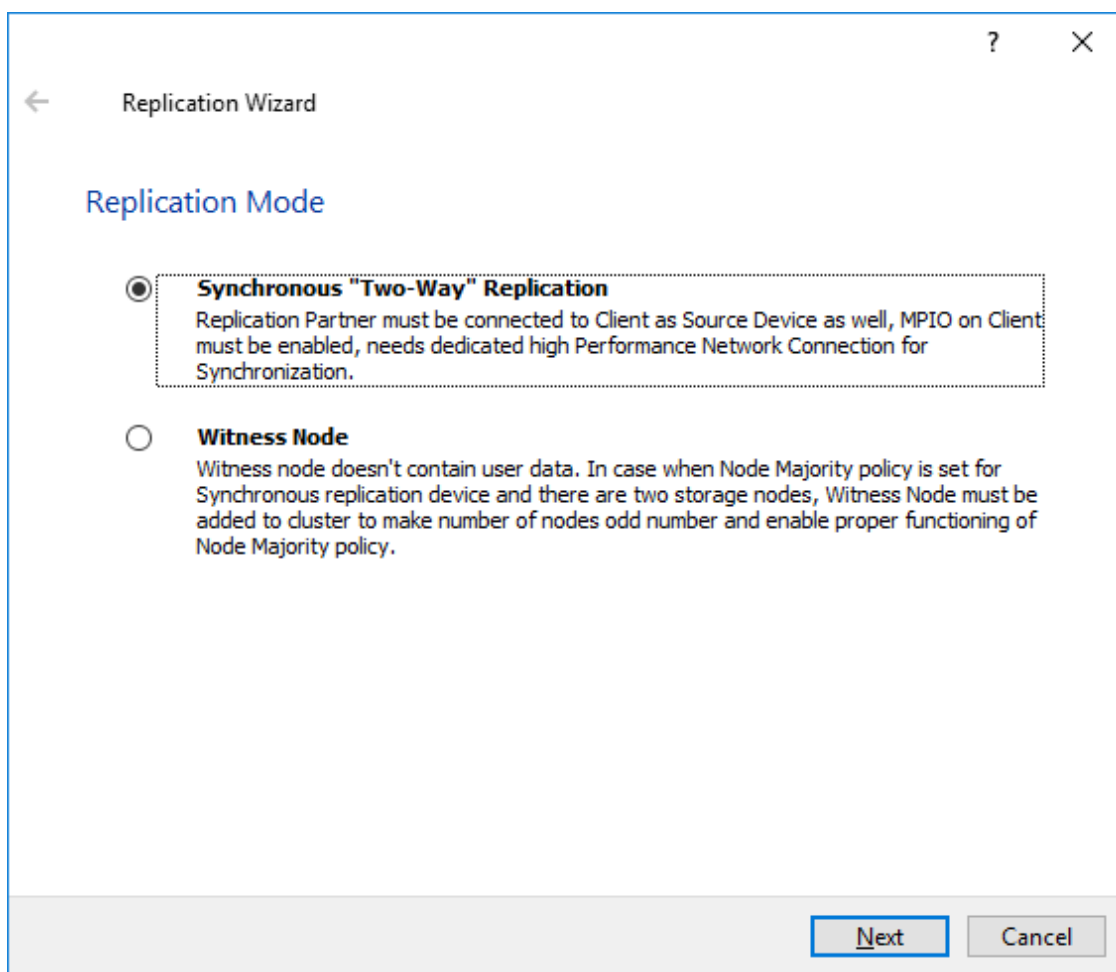 ?
Replication Wizard
Replication Mode
Synchronous "Two-Way" Replication
Replication Partner must be connected to Client as Source Device as well, MPIO on Client
must be enabled, needs dedicated high Performance Network Connection for
Synchronization.
Witness Node
Witness node doesn't contain user data. In case when Node Majority policy is set for
Synchronous replication device and there are two storage nodes, Witness Node must be
added to cluster to make number of nodes odd number and enable proper functioning of
Node Majority policy.
Next
Cancel